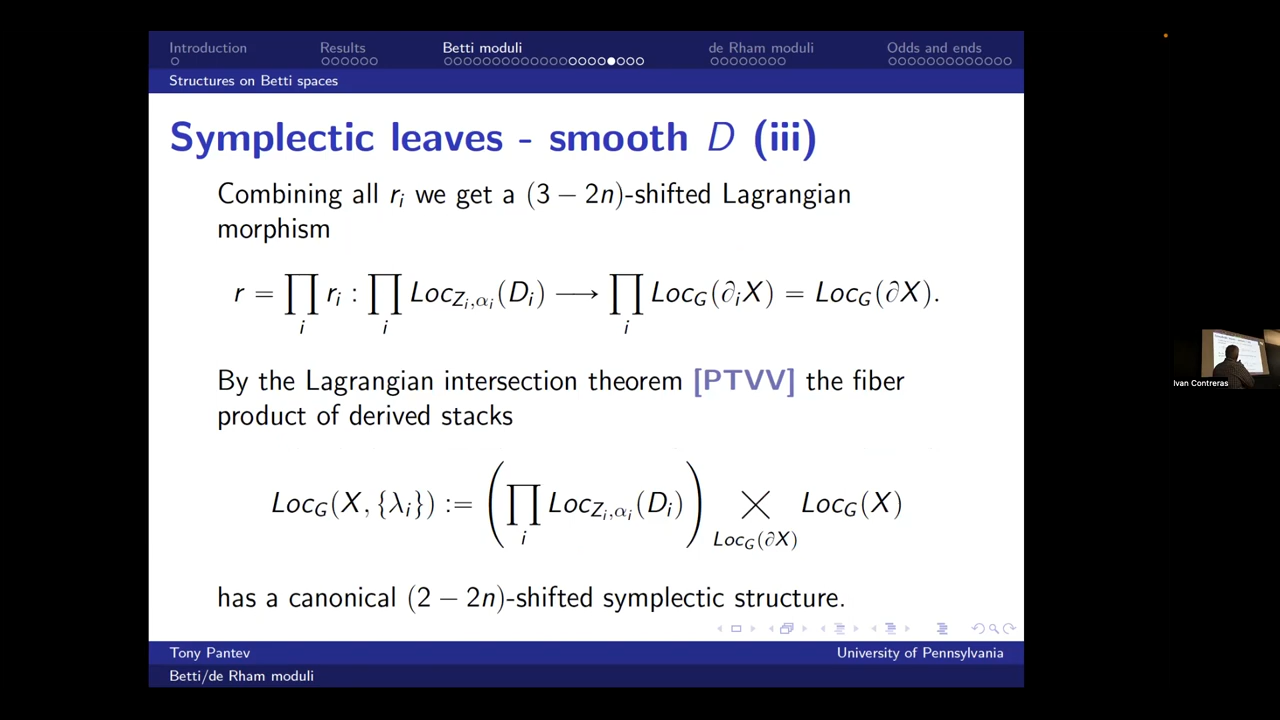 Introduction Results Betti moduli de Rham moduli Odds and ends
Structures on Betti spaces
Symplectic leaves - smooth D (iii)
Combining all r_i we get a (3 − 2n)-shifted Lagrangian
morphism
r = ∏_i r_i : ∏_i Loc_{Z_i,α_i}(D_i) ⟶ ∏_i Loc_G(∂_iX) = Loc_G(∂X).
By the Lagrangian intersection theorem [PTVV] the fiber
product of derived stacks
Loc_G(X, {λ_i}) := (∏_i Loc_{Z_i,α_i}(D_i)) ×_{Loc_G(∂X)} Loc_G(X)
has a canonical (2 − 2n)-shifted symplectic structure.
Tony Pantev University of Pennsylvania
Betti/de Rham moduli
Ivan Contreras